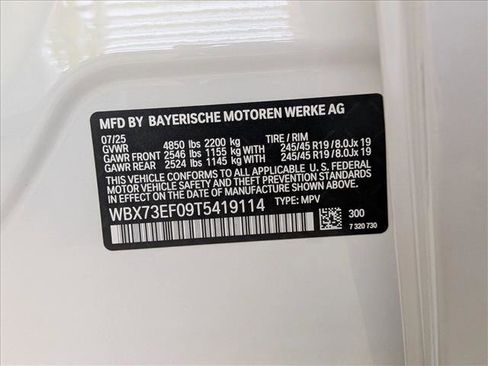 MFD BY BAYERISCHE MOTOREN WERKE AG
07/25
GVWR 4850 lbs 2200 kg TIRE / RIM
GAWR FRONT 2546 lbs 1155 kg 245/45 R19 / 8.0Jx 19
GAWR REAR 2524 lbs 1145 kg 245/45 R19 / 8.0Jx 19
THIS VEHICLE CONFORMS TO ALL APPLICABLE U. S. FEDERAL
MOTOR VEHICLE SAFETY AND THEFT PREVENTION STANDARDS
IN EFFECT ON THE DATE OF MANUFACTURE SHOWN ABOVE.
WBX73EF09T5419114 TYPE: MPV
300
7 320 730